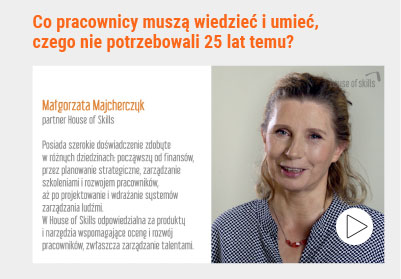 Co pracownicy muszą wiedzieć i umieć,
czego nie potrzebowali 25 lat temu?
House of skills
Małgorzata Majcherczyk
partner House of Skills
Posiada szerokie doświadczenie zdobyte
w różnych dziedzinach: począwszy od finansów,
przez planowanie strategiczne, zarządzanie
szkoleniami i rozwojem pracowników,
aż po projektowanie i wdrażanie systemów
zarządzania ludźmi.
W House of Skills odpowiedzialna za produkty
i narzędzia wspomagające ocenę i rozwój
pracowników, zwłaszcza zarządzanie talentami.